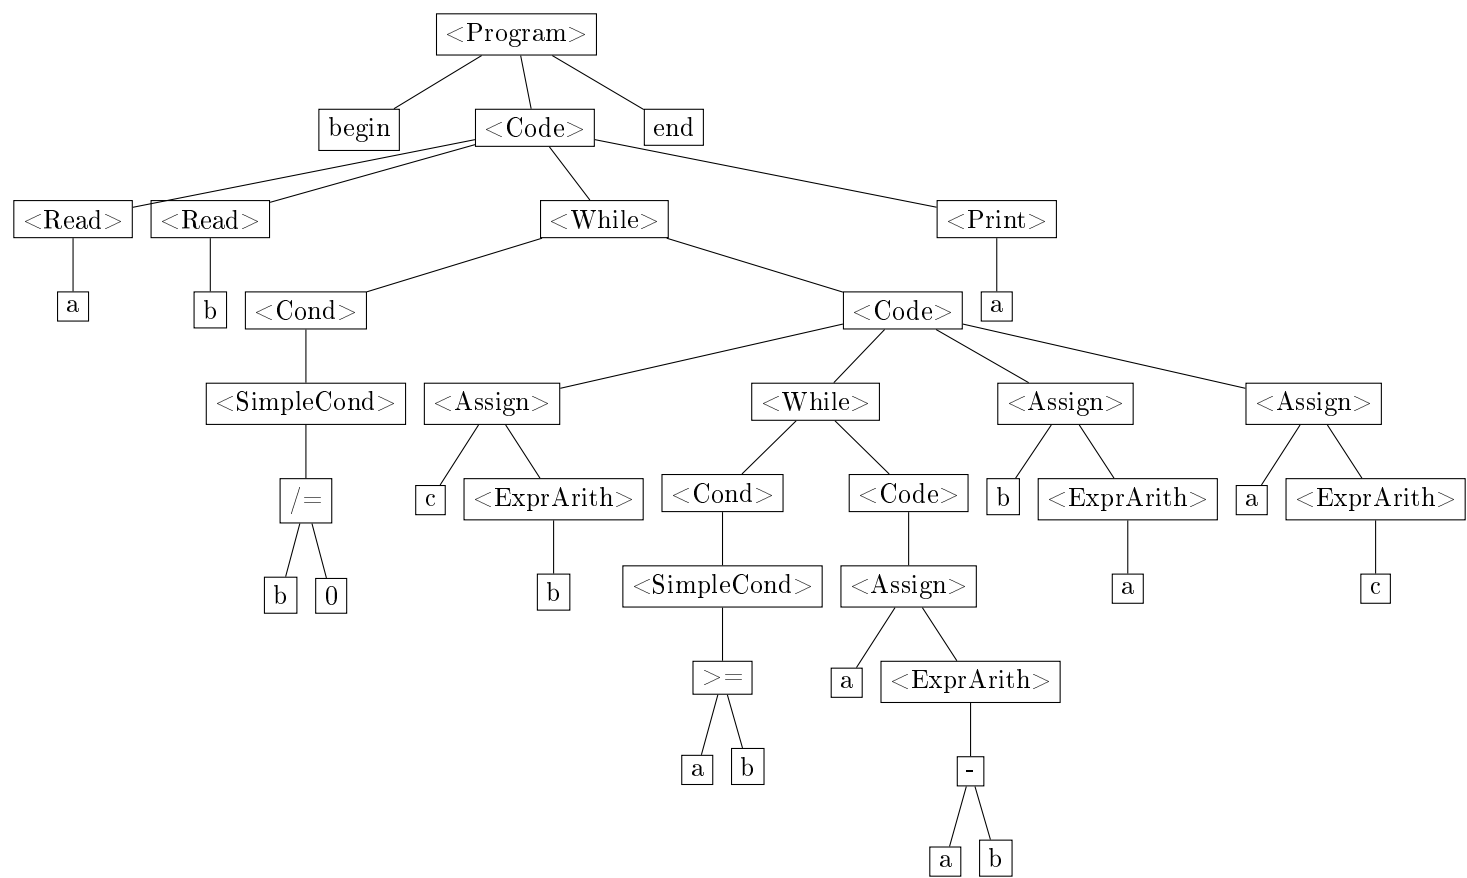 <Program>
begin <Code> end
<Read> <Read> <While> <Print>
a b <Cond> <Code> a
<SimpleCond> <Assign> <While> <Assign> <Assign>
/= c <ExprArith> <Cond> <Code> b <ExprArith> a <ExprArith>
b 0 b <SimpleCond> <Assign> a c
>= a <ExprArith>
a b -
a b